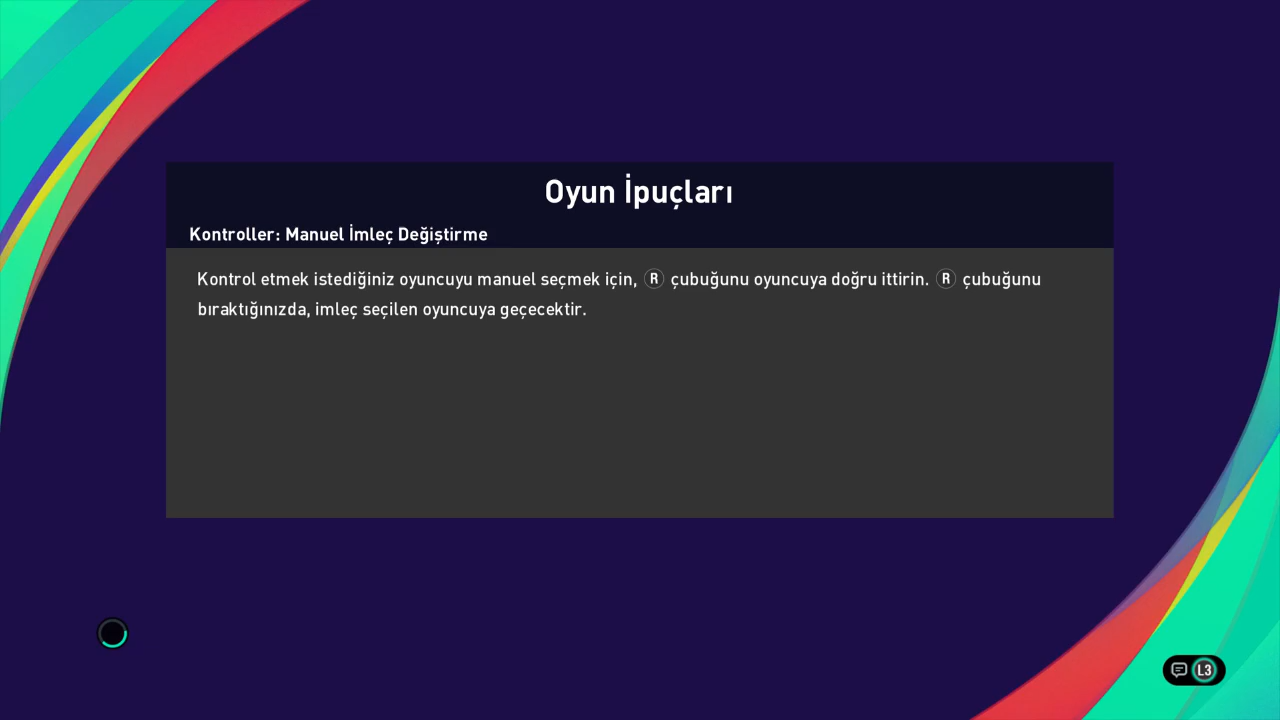 Oyun İpuçları
Kontroller: Manuel İmleç Değiştirme
Kontrol etmek istediğiniz oyuncuyu manuel seçmek için, R çubuğunu oyuncuya doğru ittirin. R çubuğunu
bıraktığınızda, imleç seçilen oyuncuya geçecektir.
L3